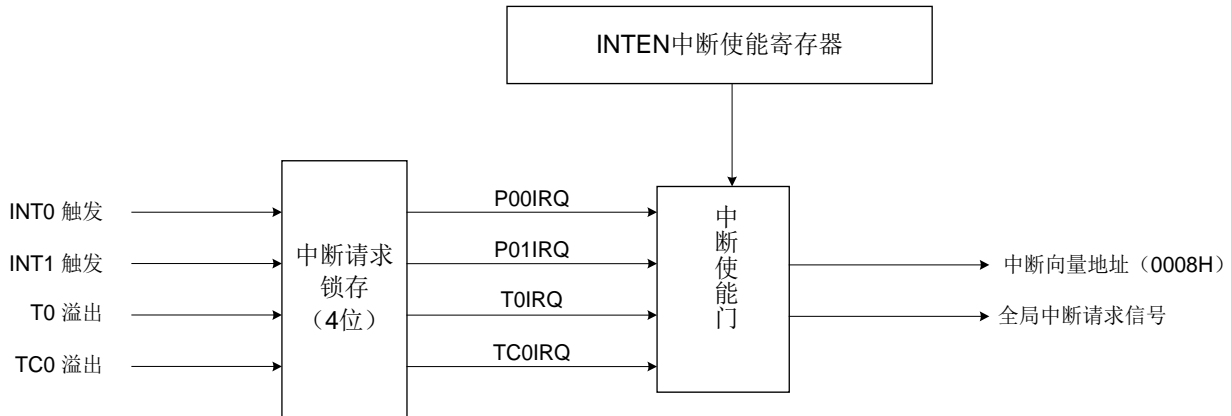 INTEN中断使能寄存器
INT0 触发
INT1 触发
T0 溢出
TC0 溢出
中断请求
锁存
（4位）
P00IRQ
P01IRQ
T0IRQ
TC0IRQ
中
断
使
能
门
中断向量地址（0008H）
全局中断请求信号